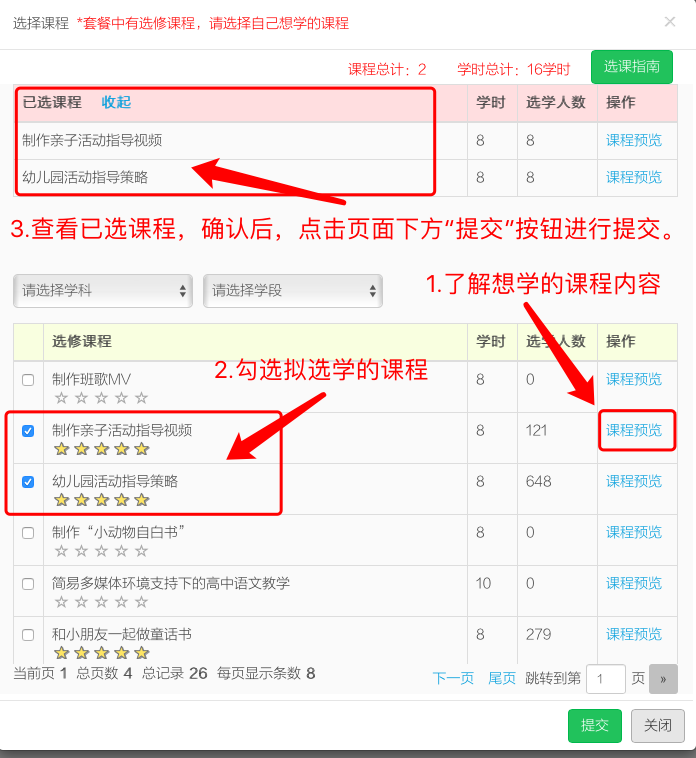 选择课程 *套餐中有选修课程，请选择自己想学的课程 ×
课程总计：2 学时总计：16学时 选课指南
已选课程 收起 学时 选学人数 操作
制作亲子活动指导视频 8 8 课程预览
幼儿园活动指导策略 8 8 课程预览
3.查看已选课程，确认后，点击页面下方"提交"按钮进行提交。
1.了解想学的课程内容
请选择学科 请选择学段
选修课程 学时 选学人数 操作
2.勾选拟选学的课程
制作班歌MV 8 0 课程预览
制作亲子活动指导视频 8 121 课程预览
幼儿园活动指导策略 8 648 课程预览
制作“小动物自白书” 8 0 课程预览
简易多媒体环境支持下的高中语文教学 10 0 课程预览
和小朋友一起做童话书 8 279 课程预览
当前页 1 总页数 4 总记录 26 每页显示条数 8 下一页 尾页 跳转到第 1 页 »
提交 关闭